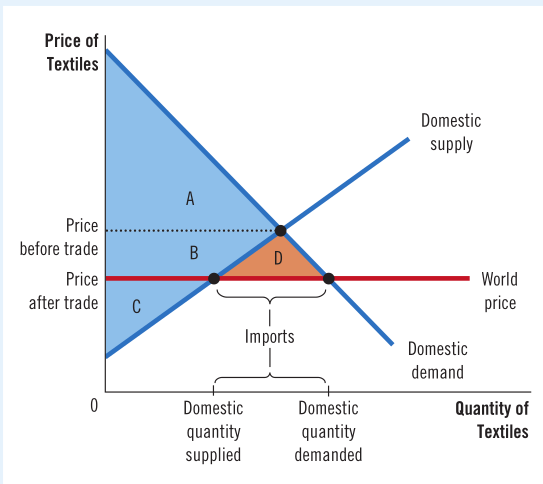 Price of
Textiles
Domestic
supply
A
Price
before trade
B
D
Price
after trade
C
World
price
Imports
Domestic
demand
0
Domestic
quantity
supplied
Domestic
quantity
demanded
Quantity of
Textiles